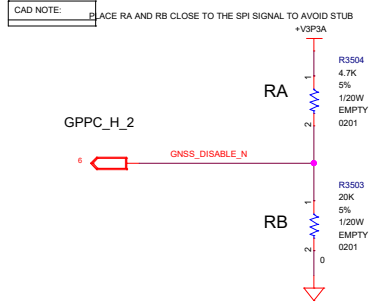 CAD NOTE:
PLACE RA AND RB CLOSE TO THE SPI SIGNAL TO AVOID STUB
+V3P3A
R3504
4.7K
5%
1/20W
EMPTY
0201
1
RA
2
GPPC_H_2
6
GNSS_DISABLE_N
R3503
20K
5%
1/20W
EMPTY
0201
1
RB
2
0